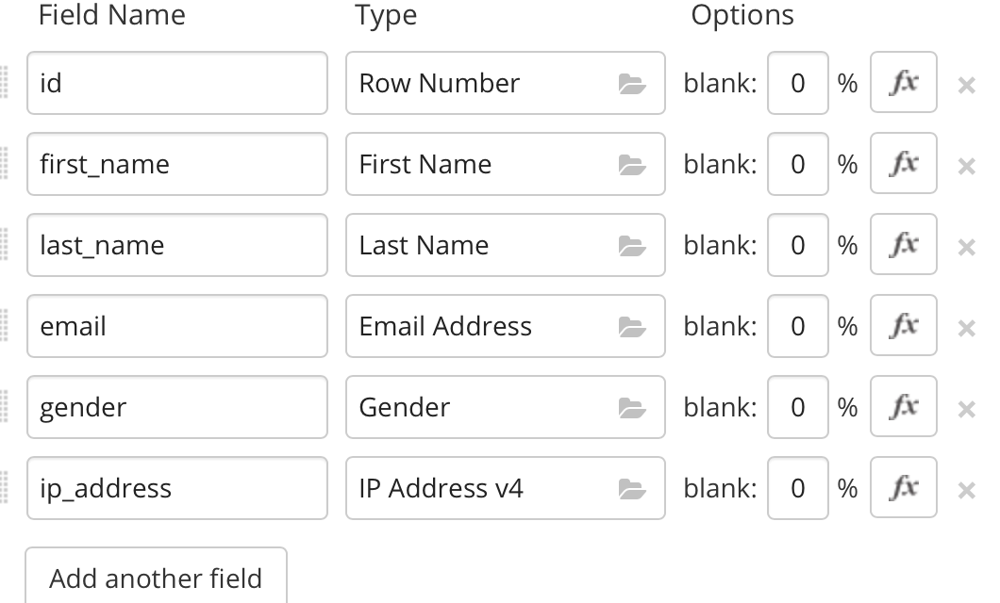 Field Name Type Options
id Row Number blank: 0 % fx ×
first_name First Name blank: 0 % fx ×
last_name Last Name blank: 0 % fx ×
email Email Address blank: 0 % fx ×
gender Gender blank: 0 % fx ×
ip_address IP Address v4 blank: 0 % fx ×
Add another field